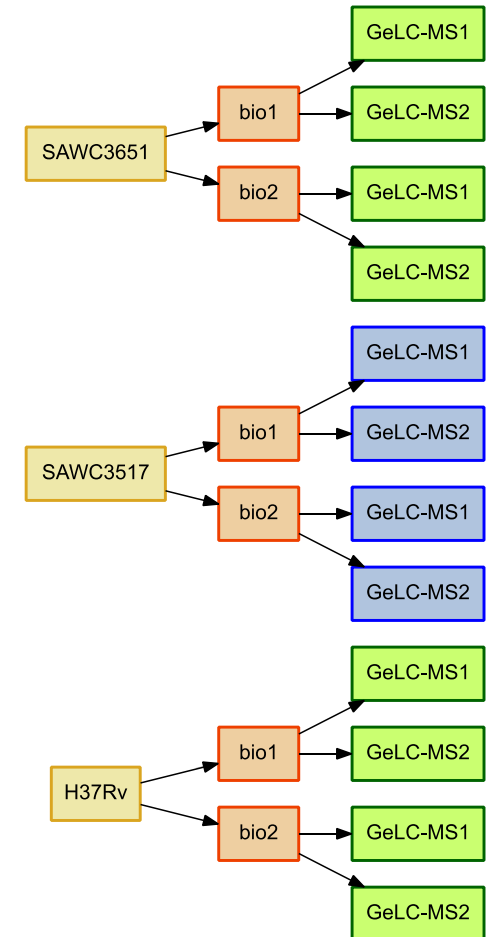 GeLC-MS1
bio1
GeLC-MS2
SAWC3651
bio2
GeLC-MS1
GeLC-MS2
GeLC-MS1
bio1
GeLC-MS2
SAWC3517
bio2
GeLC-MS1
GeLC-MS2
GeLC-MS1
bio1
GeLC-MS2
H37Rv
bio2
GeLC-MS1
GeLC-MS2